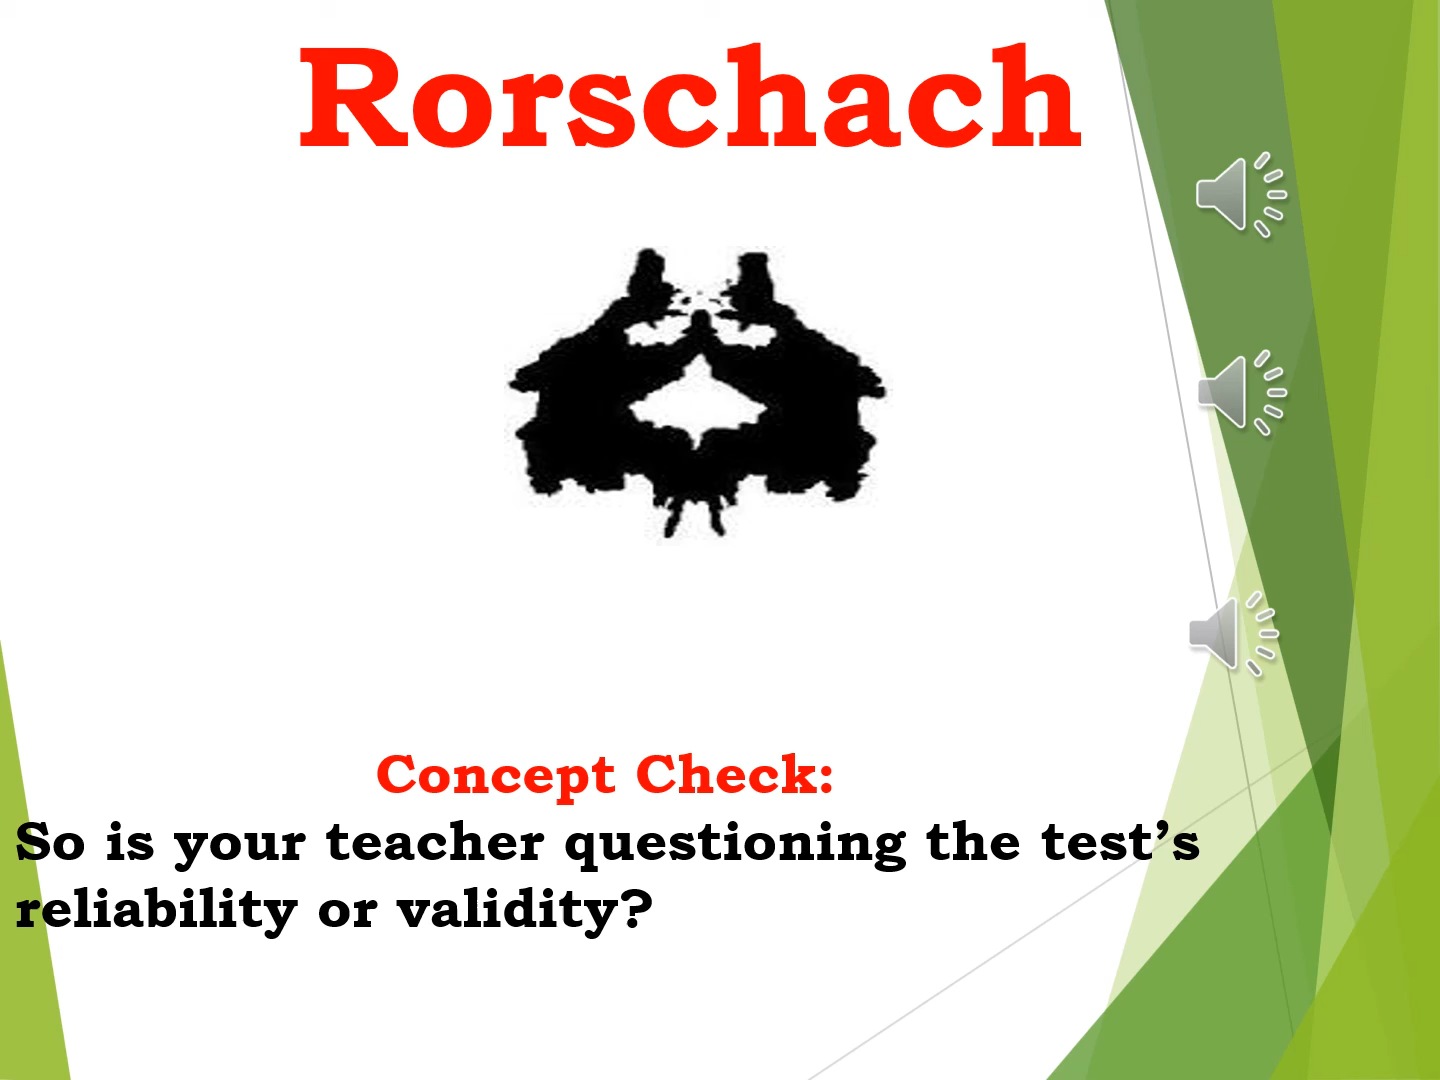 Rorschach
Concept Check:
So is your teacher questioning the test’s
reliability or validity?